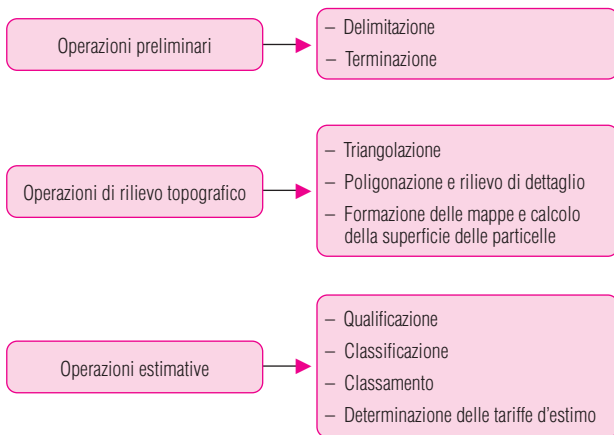 Operazioni preliminari
– Delimitazione
– Terminazione
Operazioni di rilievo topografico
– Triangolazione
– Poligonazione e rilievo di dettaglio
– Formazione delle mappe e calcolo
della superficie delle particelle
Operazioni estimative
– Qualificazione
– Classificazione
– Classamento
– Determinazione delle tariffe d'estimo